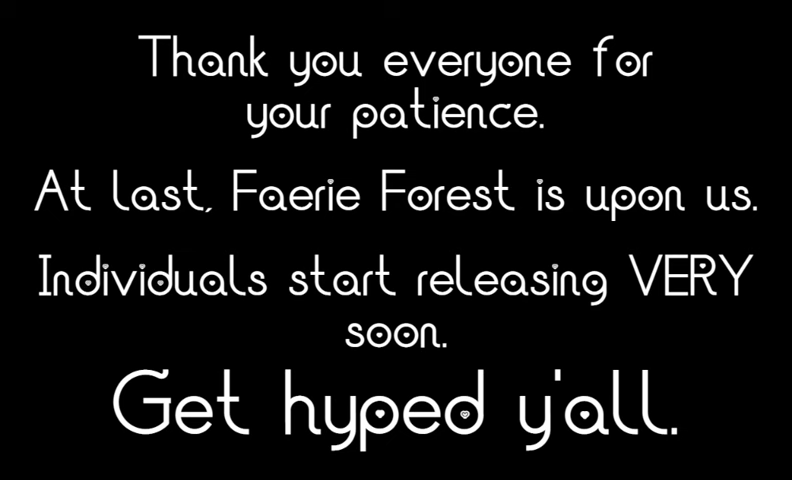 Thank you everyone for
your patience.
At last, Faerie Forest is upon us.
Individuals start releasing VERY
soon.
Get hyped y'all.